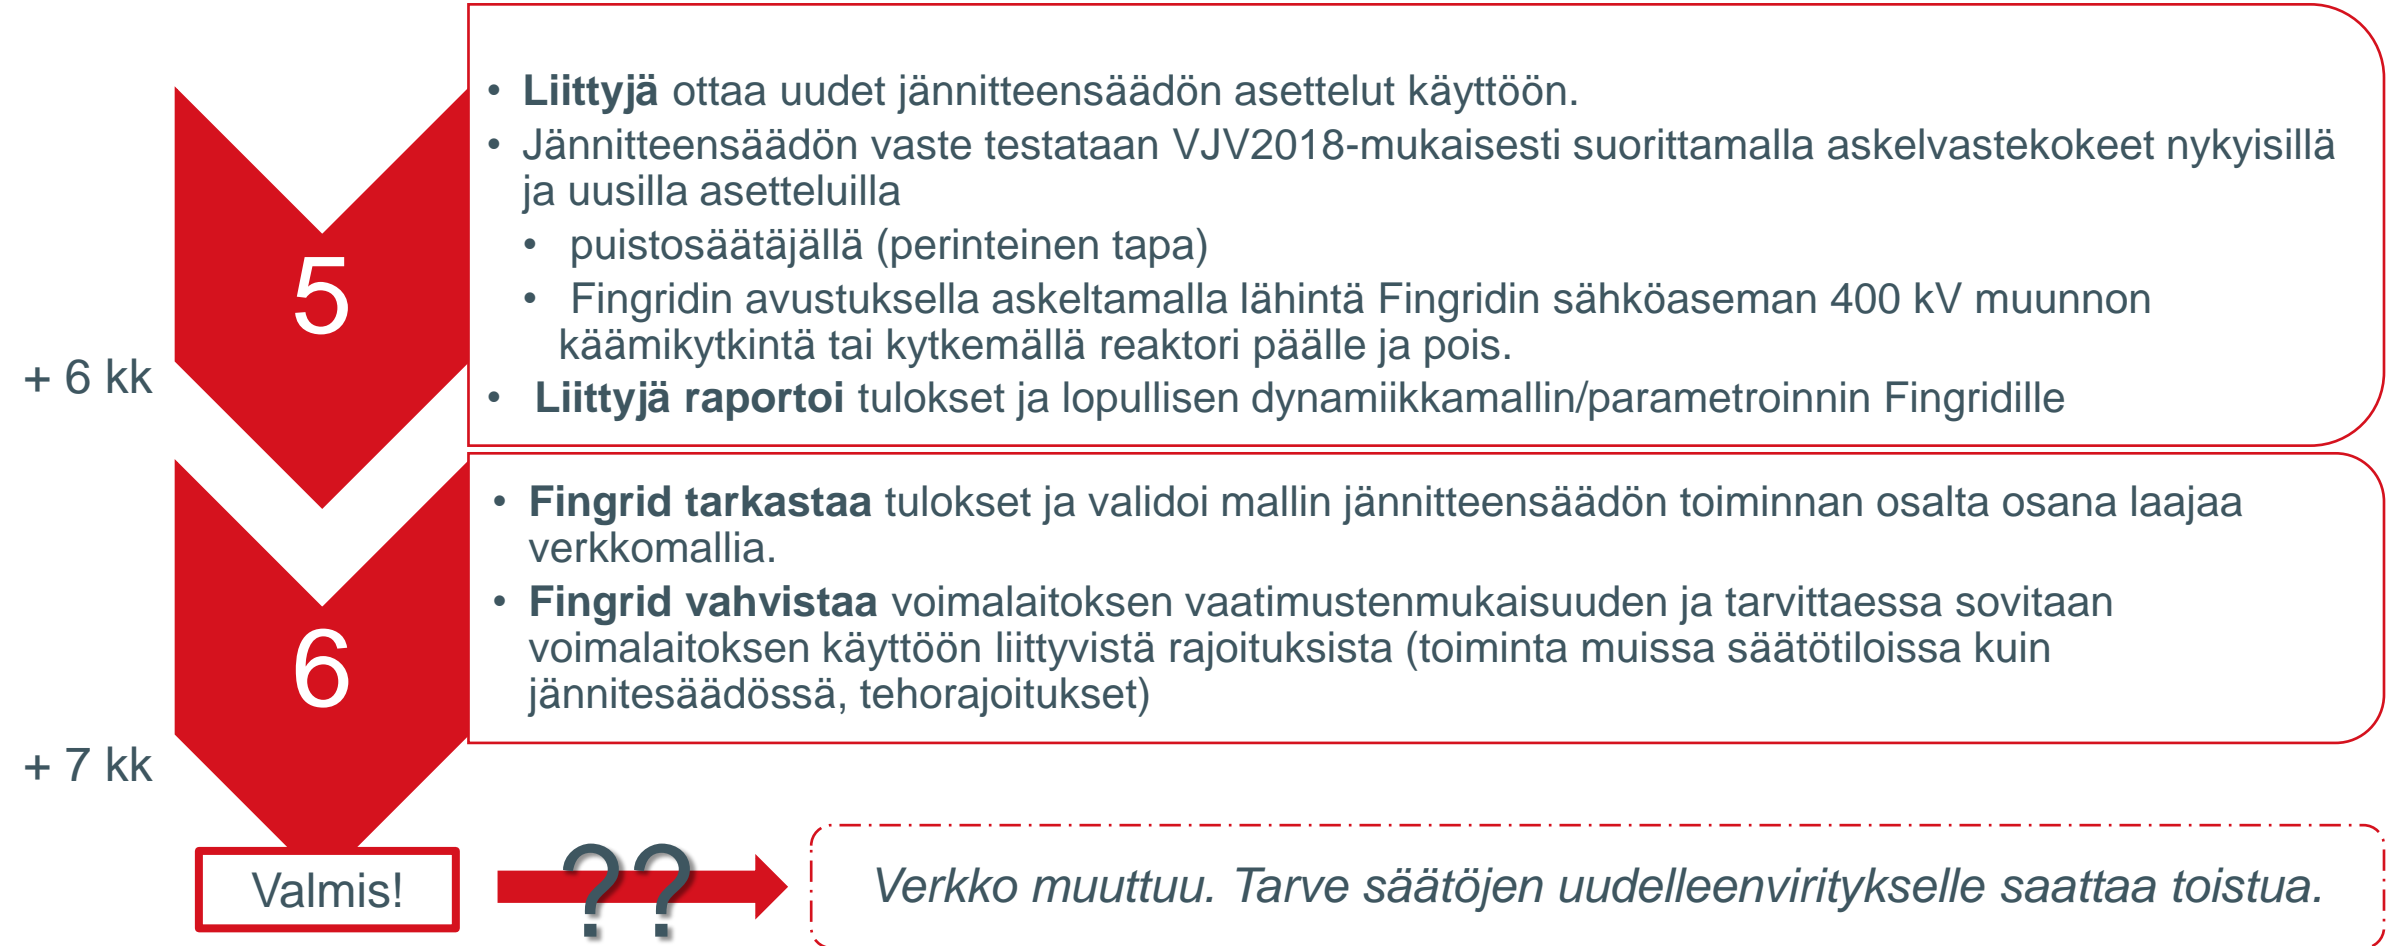 5
• Liittyjä ottaa uudet jännitteensäädön asettelut käyttöön.
• Jännitteensäädön vaste testataan VJV2018-mukaisesti suorittamalla askelvastekokeet nykyisillä
ja uusilla asetteluilla
• puistosäätäjällä (perinteinen tapa)
• Fingridin avustuksella askeltamalla lähintä Fingridin sähköaseman 400 kV muunnon
käämikytkintä tai kytkemällä reaktori päälle ja pois.
• Liittyjä raportoi tulokset ja lopullisen dynamiikkamallin/parametroinnin Fingridille
+ 6 kk
6
• Fingrid tarkastaa tulokset ja validoi mallin jännitteensäädön toiminnan osalta osana laajaa
verkkomallia.
• Fingrid vahvistaa voimalaitoksen vaatimustenmukaisuuden ja tarvittaessa sovitaan
voimalaitoksen käyttöön liittyvistä rajoituksista (toiminta muissa säätötiloissa kuin
jännitesäädössä, tehorajoitukset)
+ 7 kk
Valmis!
??
Verkko muuttuu. Tarve säätöjen uudelleenviritykselle saattaa toistua.